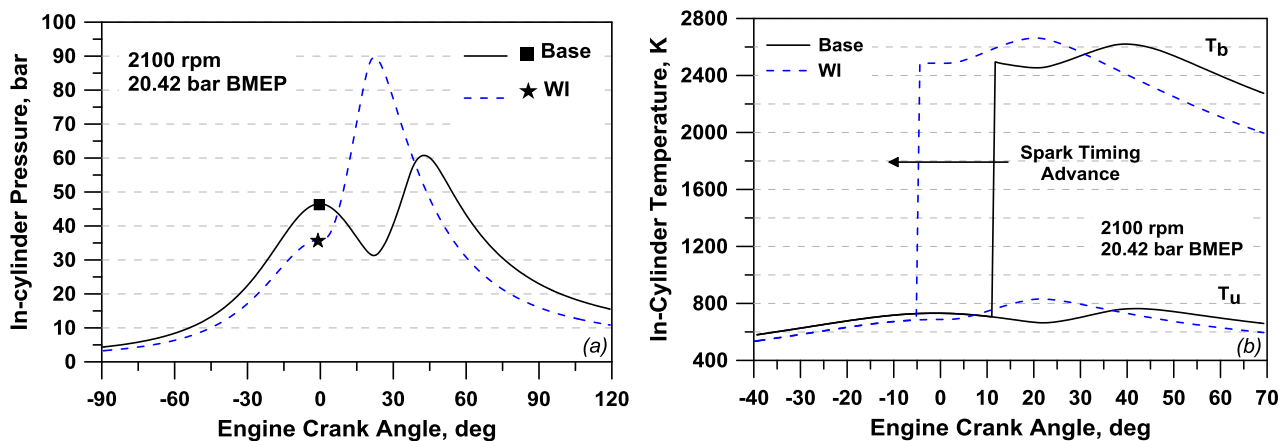 100
90
80
70
60
50
40
30
20
10
0
In-cylinder Pressure, bar
2100 rpm
20.42 bar BMEP
Base
WI
(a)
-90 -60 -30 0 30 60 90 120
Engine Crank Angle, deg
2800
2400
2000
1600
1200
800
400
In-Cylinder Temperature, K
Base
WI
Tb
Spark Timing
Advance
2100 rpm
20.42 bar BMEP
Tu
(b)
-40 -30 -20 -10 0 10 20 30 40 50 60 70
Engine Crank Angle, deg